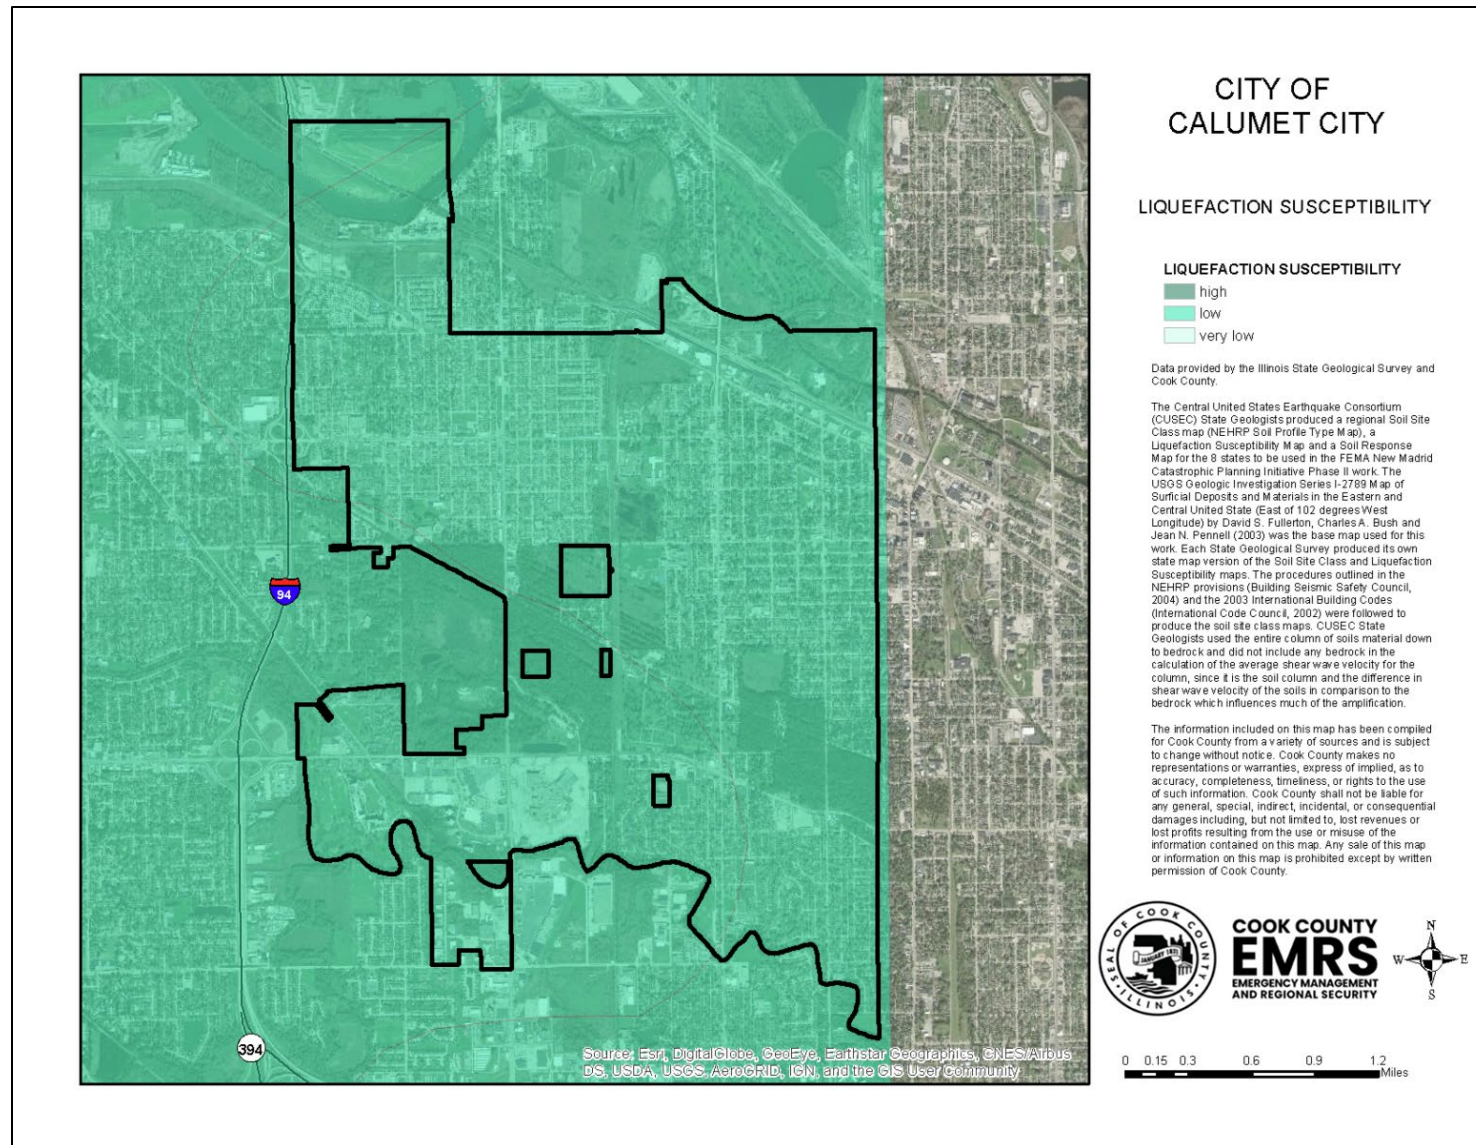 CITY OF
CALUMET CITY
LIQUEFACTION SUSCEPTIBILITY
LIQUEFACTION SUSCEPTIBILITY
high
low
very low
Data provided by the Illinois State Geological Survey and
Cook County.
The Central United States Earthquake Consortium
(CUSEC) State Geologists produced a regional Soil Site
Class map (NEHRP Soil Profile Type Map), a
Liquefaction Susceptibility Map and a Soil Response
Map for the 8 states to be used in the FEMA New Madrid
Catastrophic Planning Initiative Phase II work. The
USGS Geologic Investigation Series I-2789 Map of
Surficial Deposits and Materials in the Eastern and
Central United State (East of 102 degrees West
Longitude) by David S. Fullerton, Charles A. Bush and
Jean N. Pennell (2003) was the base map used for this
work. Each State Geological Survey produced its own
state map version of the Soil Site Class and Liquefaction
Susceptibility maps. The procedures outlined in the
NEHRP provisions (Building Seismic Safety Council,
2004) and the 2003 International Building Codes
(International Code Council, 2002) were followed to
produce the soil site class maps. CUSEC State
Geologists used the entire column of soils material down
to bedrock and did not include any bedrock in the
calculation of the average shear wave velocity for the
column, since it is the soil column and the difference in
shear wave velocity of the soils in comparison to the
bedrock which influences much of the amplification.
The information included on this map has been compiled
for Cook County from a variety of sources and is subject
to change without notice. Cook County makes no
representations or warranties, express of implied, as to
accuracy, completeness, timeliness, or rights to the use
of such information. Cook County shall not be liable for
any general, special, indirect, incidental, or consequential
damages including, but not limited to, lost revenues or
lost profits resulting from the use or misuse of the
information contained on this map. Any sale of this map
or information on this map is prohibited except by written
permission of Cook County.
94
394
Source: Esri, DigitalGlobe, GeoEye, Earthstar Geographics, CNES/Airbus
DS, USDA, USGS, AeroGRID, IGN, and the GIS User Community
SEAL OF COOK COUNTY
JANUARY 1831
ILLINOIS
COOK COUNTY
EMRS
EMERGENCY MANAGEMENT
AND REGIONAL SECURITY
N
W E
S
0 0.15 0.3 0.6 0.9 1.2
Miles